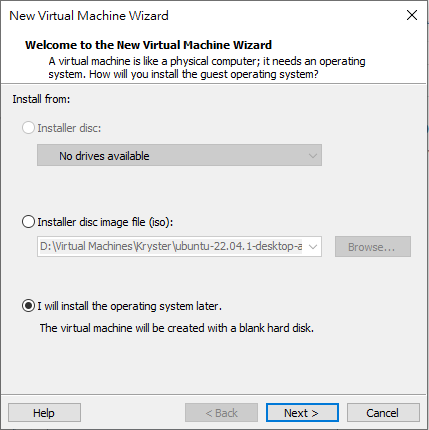 New Virtual Machine Wizard
Welcome to the New Virtual Machine Wizard
A virtual machine is like a physical computer; it needs an operating
system. How will you install the guest operating system?
Install from:
Installer disc:
No drives available
Installer disc image file (iso):
D:\Virtual Machines\Kryster\ubuntu-22.04.1-desktop-a
Browse...
I will install the operating system later.
The virtual machine will be created with a blank hard disk.
Help
< Back
Next >
Cancel